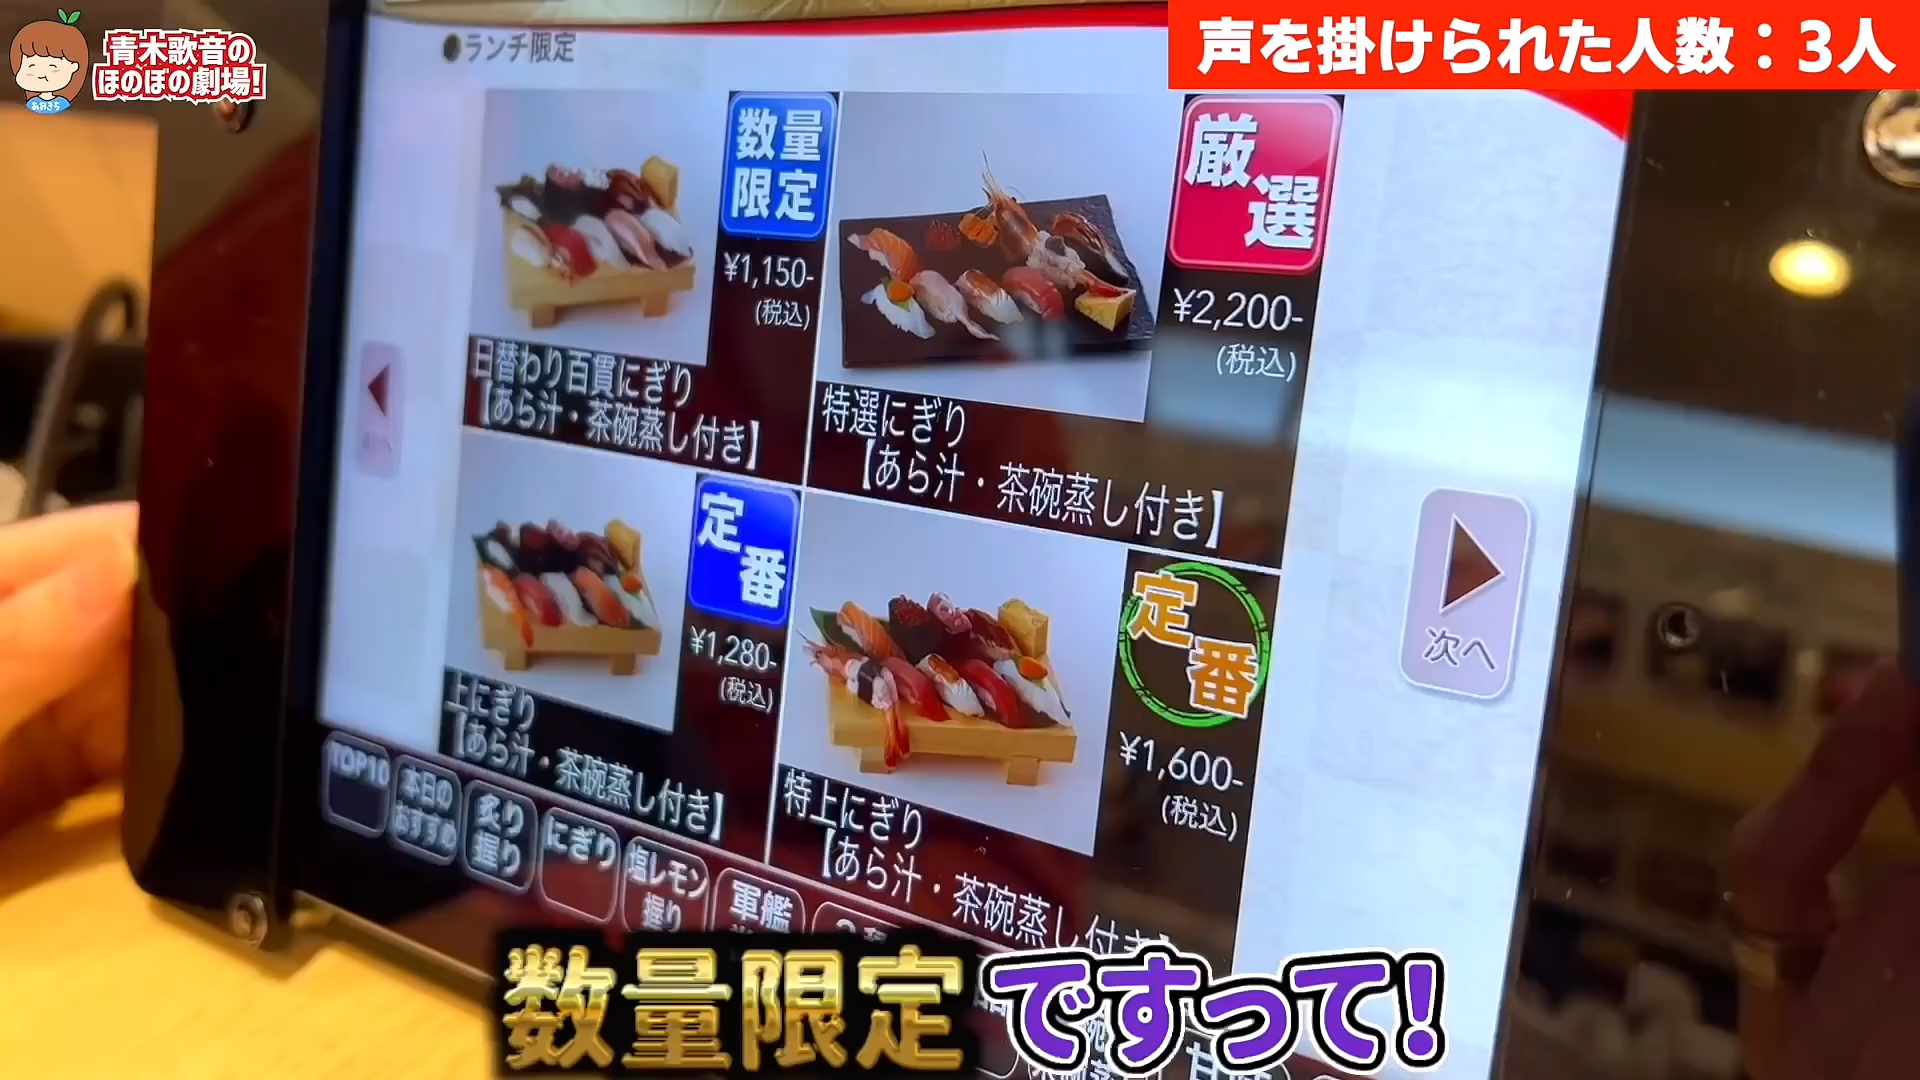 青木歌音の
ほのぼの劇場!
あおきち
声を掛けられた人数：3人
●ランチ限定
数量
限定
¥1,150-
(税込)
日替わり百貫にぎり
【あら汁・茶碗蒸し付き】
厳選
¥2,200-
(税込)
特選にぎり
【あら汁・茶碗蒸し付き】
定番
¥1,280-
(税込)
上にぎり
【あら汁・茶碗蒸し付き】
定番
¥1,600-
(税込)
特上にぎり
【あら汁・茶碗蒸し付き】
次へ
TOP10
本日の
おすすめ
炙り
握り
にぎり
塩レモン
握り
軍艦
数量限定ですって!